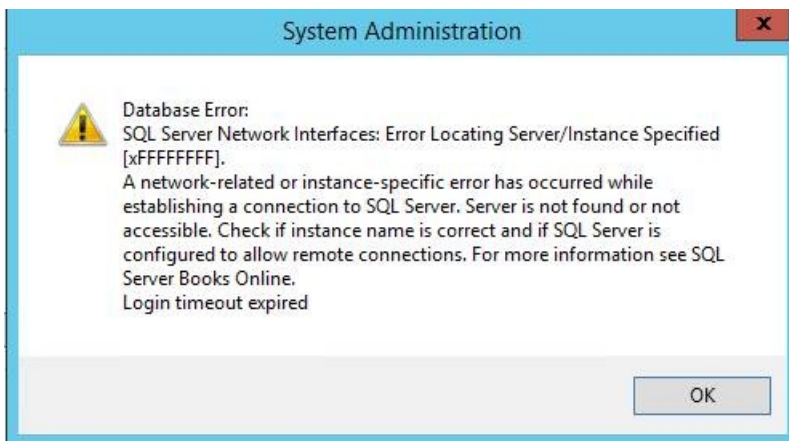 System Administration
x
Database Error:
SQL Server Network Interfaces: Error Locating Server/Instance Specified
[xFFFFFFFF].
A network-related or instance-specific error has occurred while
establishing a connection to SQL Server. Server is not found or not
accessible. Check if instance name is correct and if SQL Server is
configured to allow remote connections. For more information see SQL
Server Books Online.
Login timeout expired
OK